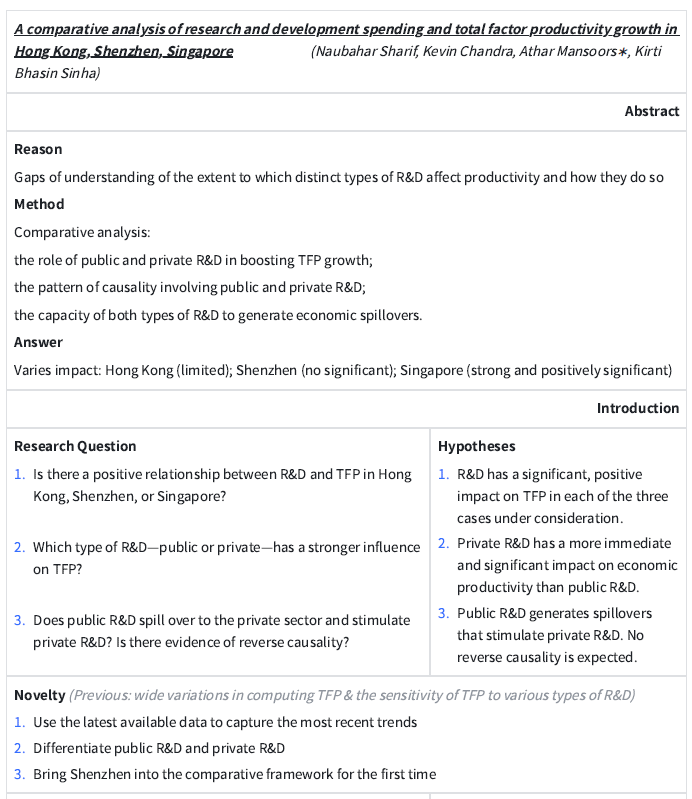 A comparative analysis of research and development spending and total factor productivity growth in
Hong Kong, Shenzhen, Singapore (Naubahar Sharif, Kevin Chandra, Athar Mansoors∗, Kirti
Bhasin Sinha)
Abstract
Reason
Gaps of understanding of the extent to which distinct types of R&D affect productivity and how they do so
Method
Comparative analysis:
the role of public and private R&D in boosting TFP growth;
the pattern of causality involving public and private R&D;
the capacity of both types of R&D to generate economic spillovers.
Answer
Varies impact: Hong Kong (limited); Shenzhen (no significant); Singapore (strong and positively significant)
Introduction
Research Question
1. Is there a positive relationship between R&D and TFP in Hong
Kong, Shenzhen, or Singapore?
2. Which type of R&D—public or private—has a stronger influence
on TFP?
3. Does public R&D spill over to the private sector and stimulate
private R&D? Is there evidence of reverse causality?
Hypotheses
1. R&D has a significant, positive
impact on TFP in each of the three
cases under consideration.
2. Private R&D has a more immediate
and significant impact on economic
productivity than public R&D.
3. Public R&D generates spillovers
that stimulate private R&D. No
reverse causality is expected.
Novelty (Previous: wide variations in computing TFP & the sensitivity of TFP to various types of R&D)
1. Use the latest available data to capture the most recent trends
2. Differentiate public R&D and private R&D
3. Bring Shenzhen into the comparative framework for the first time